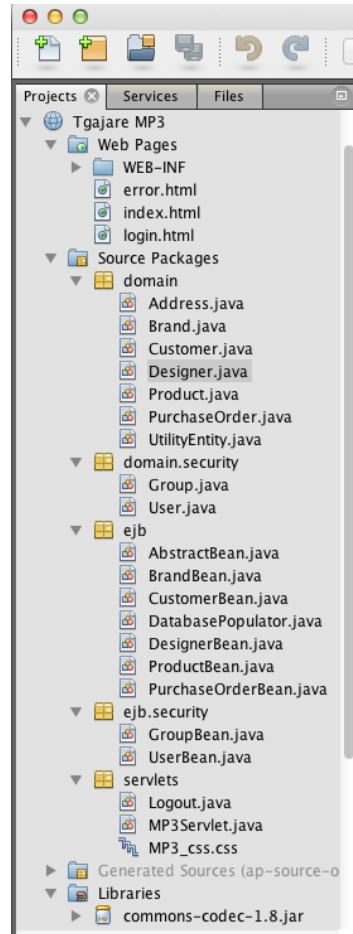 Projects Services Files
Tgajare MP3
Web Pages
WEB-INF
error.html
index.html
login.html
Source Packages
domain
Address.java
Brand.java
Customer.java
Designer.java
Product.java
PurchaseOrder.java
UtilityEntity.java
domain.security
Group.java
User.java
ejb
AbstractBean.java
BrandBean.java
CustomerBean.java
DatabasePopulator.java
DesignerBean.java
ProductBean.java
PurchaseOrderBean.java
ejb.security
GroupBean.java
UserBean.java
servlets
Logout.java
MP3Servlet.java
MP3_css.css
Generated Sources (ap-source-o
Libraries
commons-codec-1.8.jar